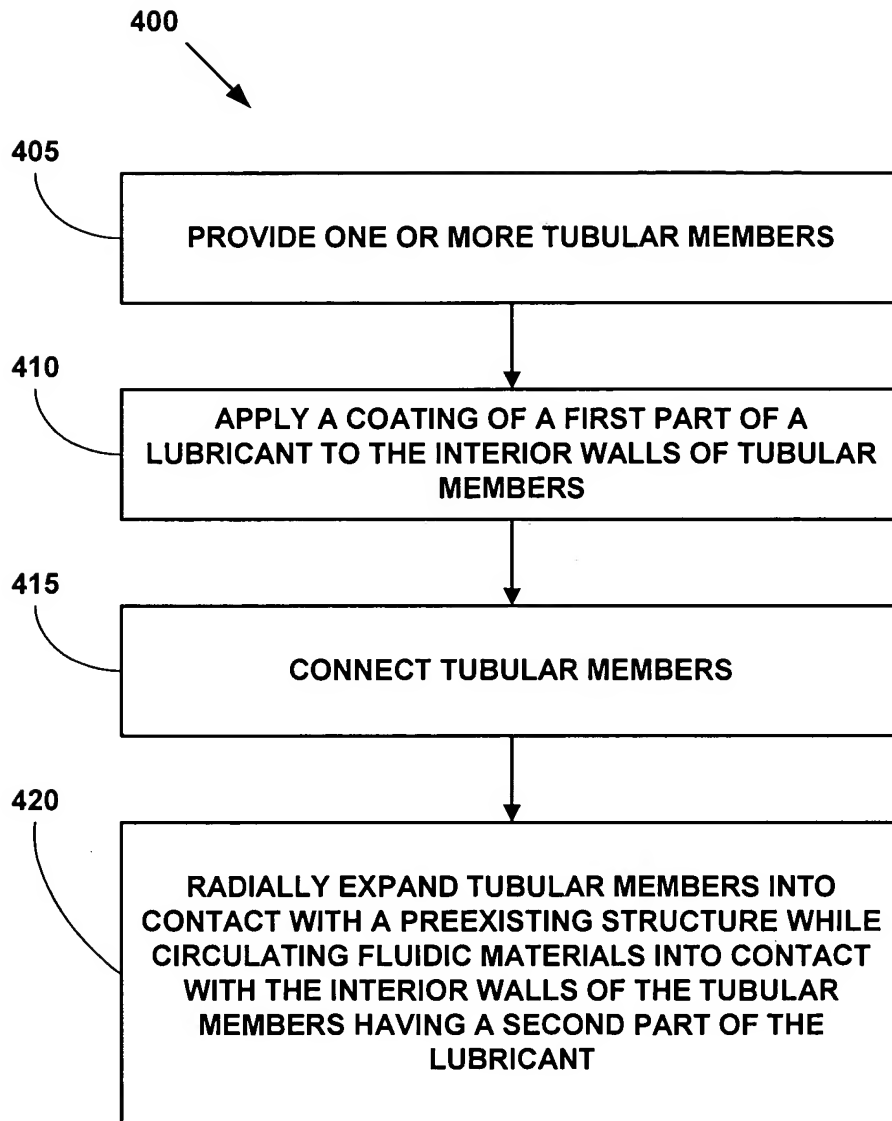 400
405
PROVIDE ONE OR MORE TUBULAR MEMBERS
410
APPLY A COATING OF A FIRST PART OF A
LUBRICANT TO THE INTERIOR WALLS OF TUBULAR
MEMBERS
415
CONNECT TUBULAR MEMBERS
420
RADIALLY EXPAND TUBULAR MEMBERS INTO
CONTACT WITH A PREEXISTING STRUCTURE WHILE
CIRCULATING FLUIDIC MATERIALS INTO CONTACT
WITH THE INTERIOR WALLS OF THE TUBULAR
MEMBERS HAVING A SECOND PART OF THE
LUBRICANT